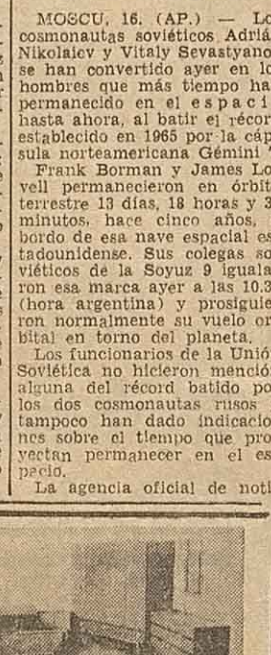 MOSCU, 16. (AP.) — Lo
cosmonautas soviéticos Adriá
Nikolaiev y Vitaly Sevastyano
se han convertido ayer en lo
hombres que más tiempo ha
permanecido en el espaci
hasta ahora, al batir el récor
establecido en 1965 por la cáp
sula norteamericana Gémini 7
Frank Borman y James Lo
vell permanecieron en órbit
terrestre 13 días, 18 horas y 3
minutos, hace cinco años,
bordo de esa nave espacial es
tadounidense. Sus colegas so
viéticos de la Soyuz 9 iguala
ron esa marca ayer a las 10.3
(hora argentina) y prosiguie
ron normalmente su vuelo or
bital en torno del planeta.
Los funcionarios de la Unió
Soviética no hicieron menció
alguna del récord batido po
los dos cosmonautas rusos
tampoco han dado indicacio
nes sobre el tiempo que pro
yectan permanecer en el es
pacio.
La agencia oficial de noti